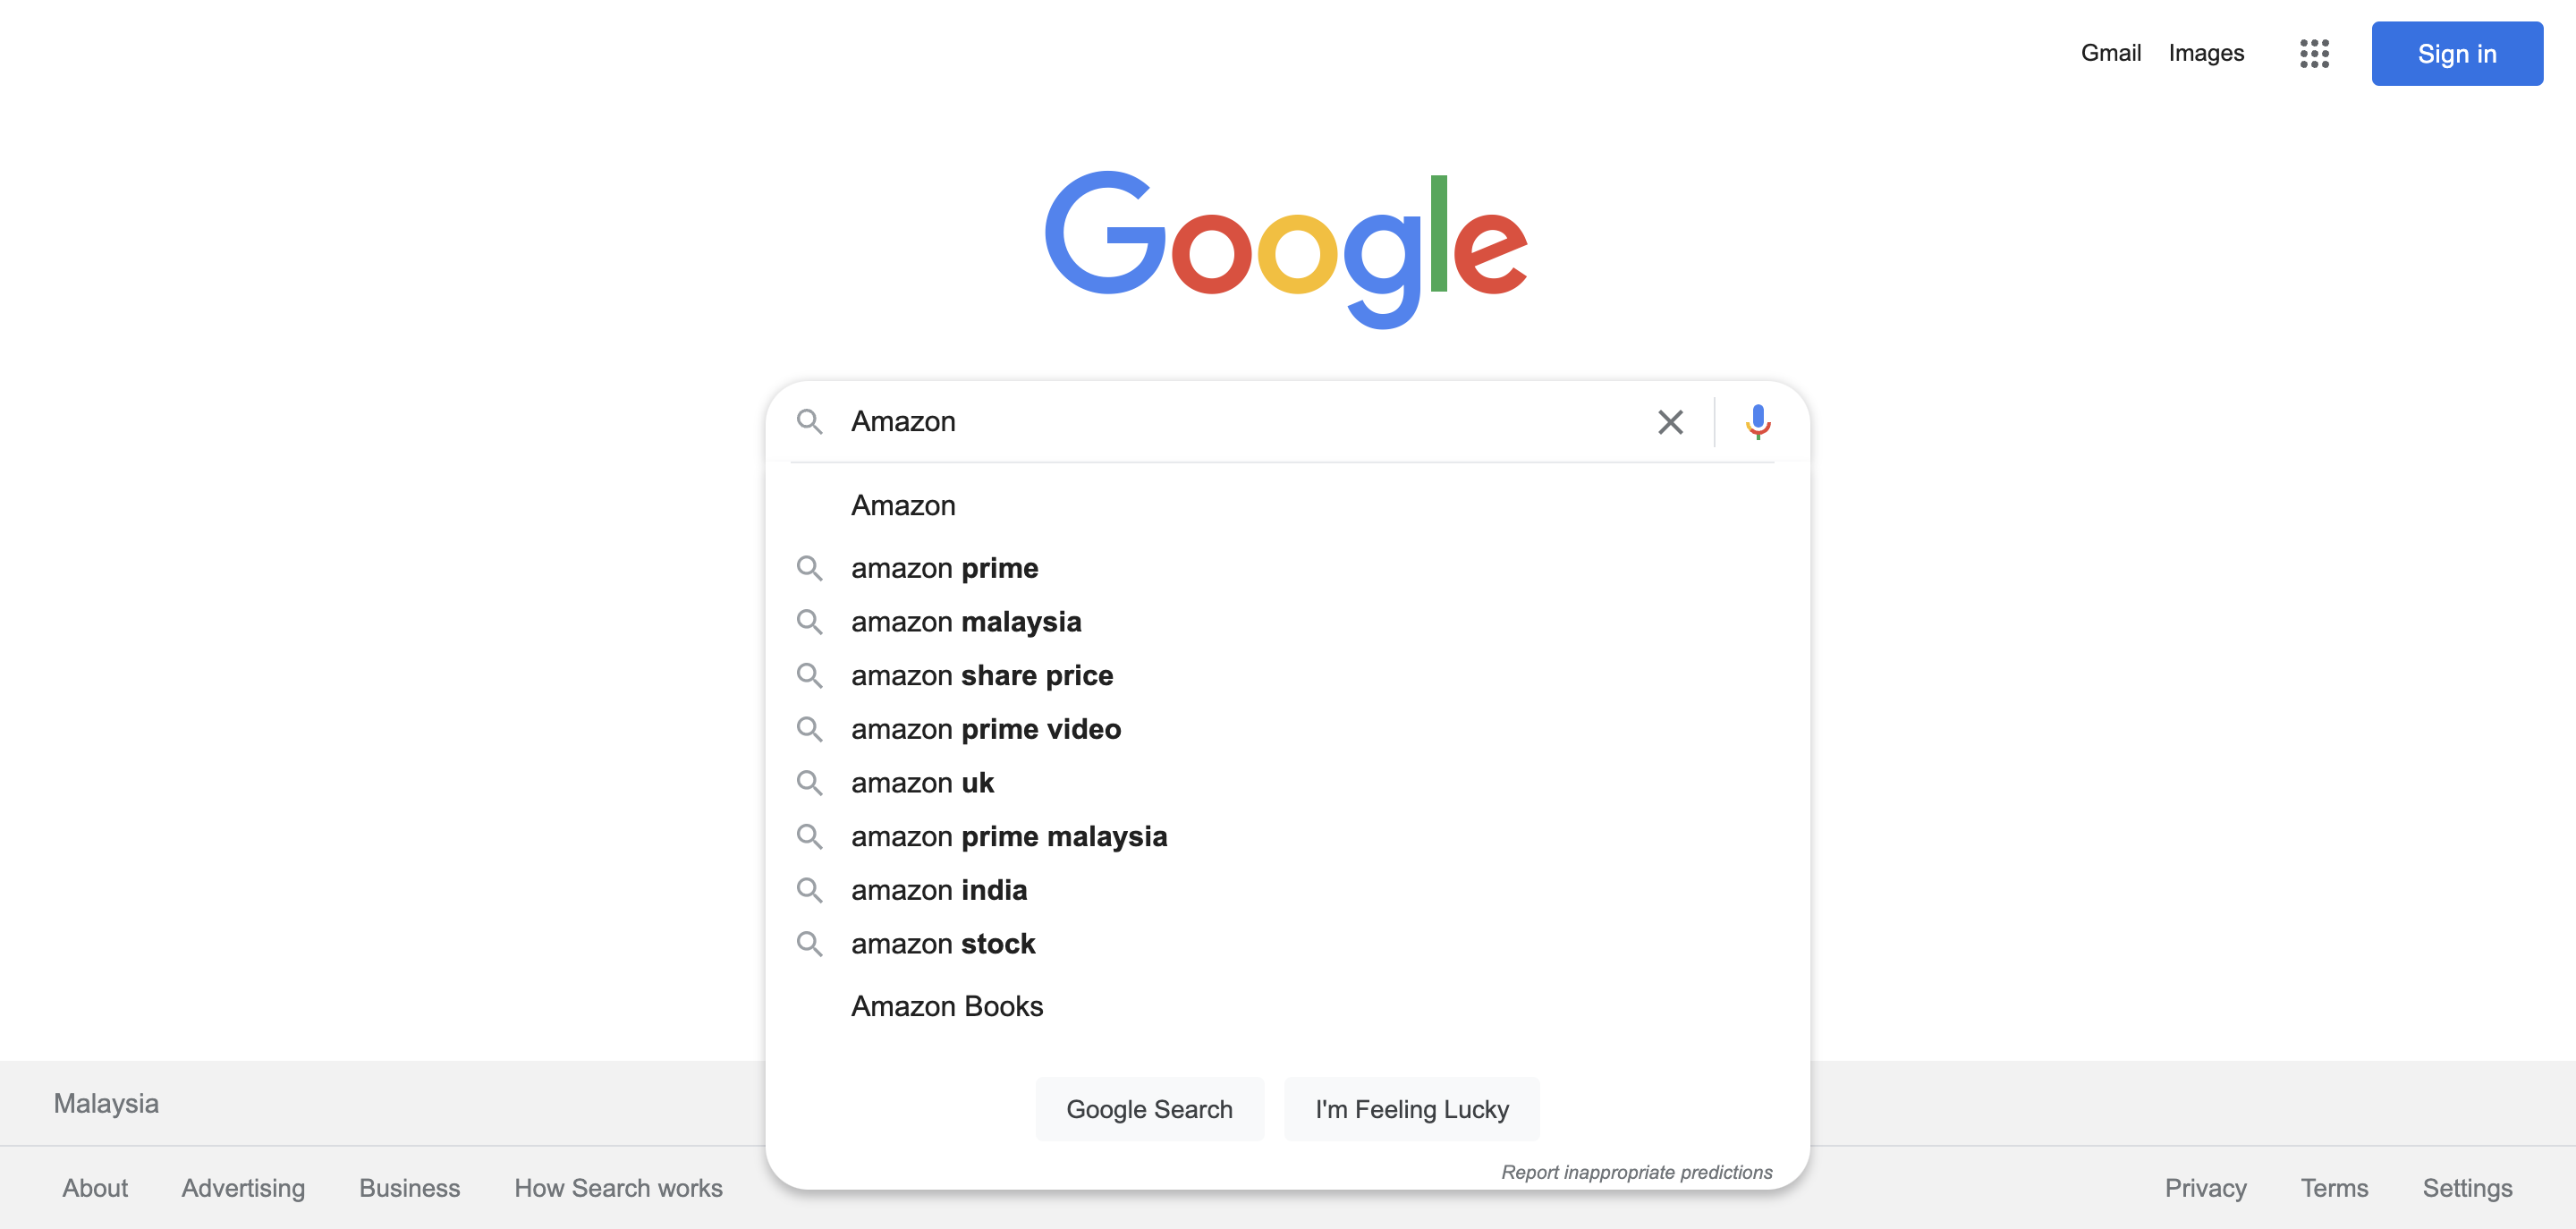 Gmail Images Sign in
Google
Amazon
Amazon
amazon prime
amazon malaysia
amazon share price
amazon prime video
amazon uk
amazon prime malaysia
amazon india
amazon stock
Amazon Books
Google Search I'm Feeling Lucky
Report inappropriate predictions
Malaysia
About Advertising Business How Search works Privacy Terms Settings